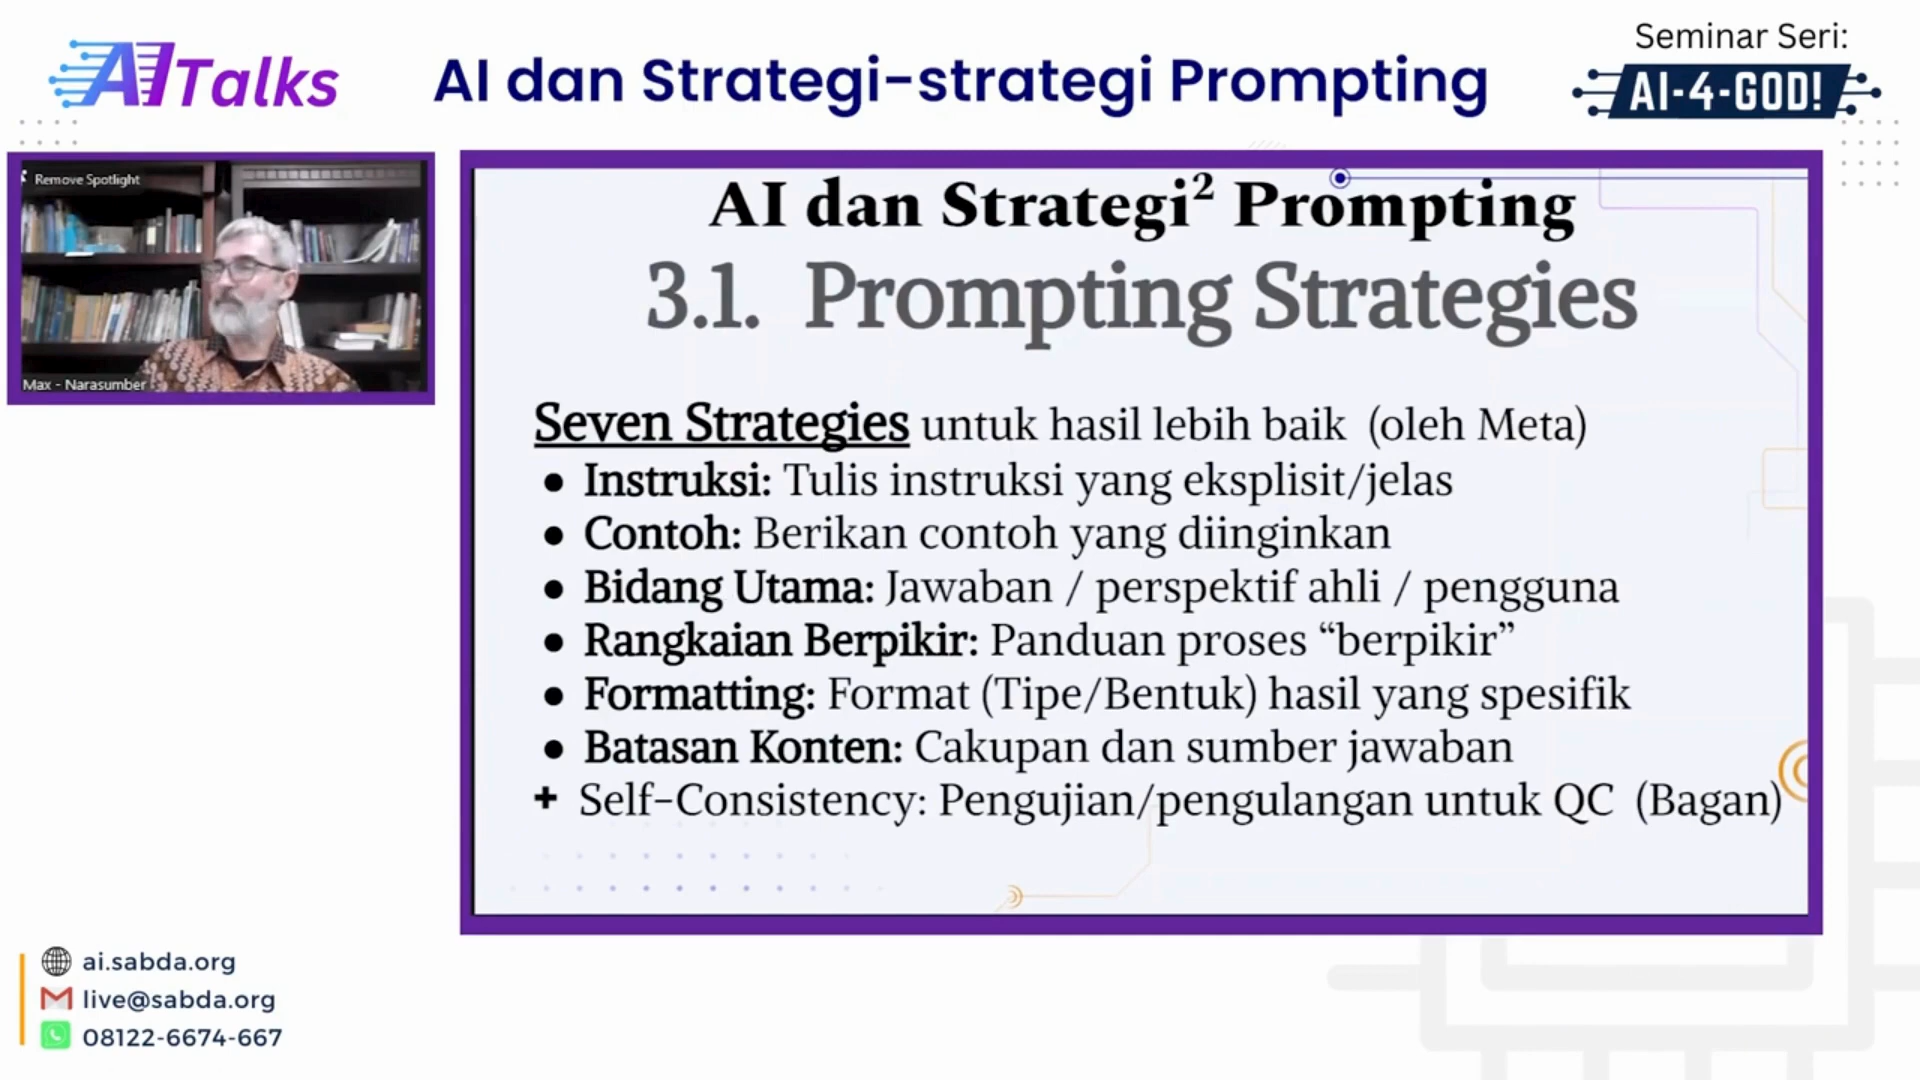 AI Talks
AI dan Strategi-strategi Prompting
Seminar Seri:
AI-4-GOD!
Remove Spotlight
Max - Narasumber
AI dan Strategi² Prompting
3.1. Prompting Strategies
Seven Strategies untuk hasil lebih baik (oleh Meta)
● Instruksi: Tulis instruksi yang eksplisit/jelas
● Contoh: Berikan contoh yang diinginkan
● Bidang Utama: Jawaban / perspektif ahli / pengguna
● Rangkaian Berpikir: Panduan proses “berpikir”
● Formatting: Format (Tipe/Bentuk) hasil yang spesifik
● Batasan Konten: Cakupan dan sumber jawaban
+ Self-Consistency: Pengujian/pengulangan untuk QC (Bagan)
ai.sabda.org
live@sabda.org
08122-6674-667